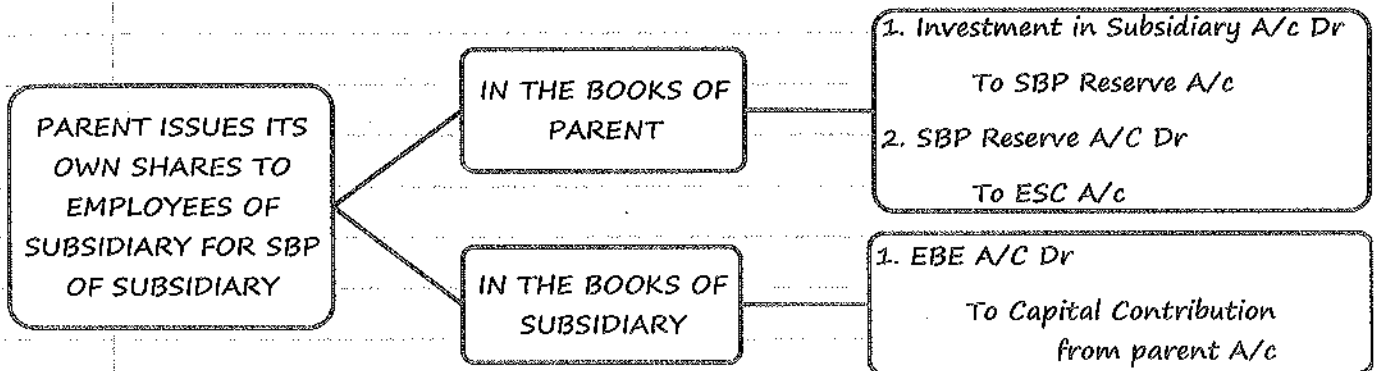 PARENT ISSUES ITS
OWN SHARES TO
EMPLOYEES OF
SUBSIDIARY FOR SBP
OF SUBSIDIARY
IN THE BOOKS OF
PARENT
1. Investment in Subsidiary A/c Dr
To SBP Reserve A/c
2. SBP Reserve A/C Dr
To ESC A/c
IN THE BOOKS OF
SUBSIDIARY
1. EBE A/C Dr
To Capital Contribution
from parent A/c